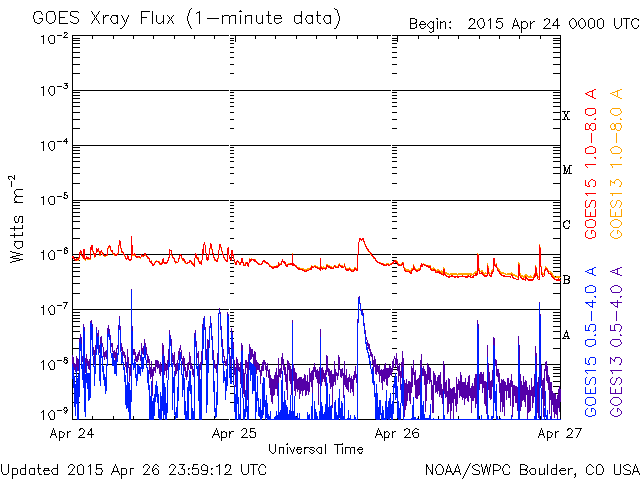 GOES Xray Flux (1-minute data)
Begin: 2015 Apr 24 0000 UTC
10-2
10-3
10-4
10-5
10-6
10-7
10-8
10-9
Watts m-2
X
M
C
B
A
GOES15 1.0-8.0 A
GOES13 1.0-8.0 A
GOES15 0.5-4.0 A
GOES13 0.5-4.0 A
Apr 24
Apr 25
Apr 26
Apr 27
Universal Time
Updated 2015 Apr 26 23:59:12 UTC
NOAA/SWPC Boulder, CO USA